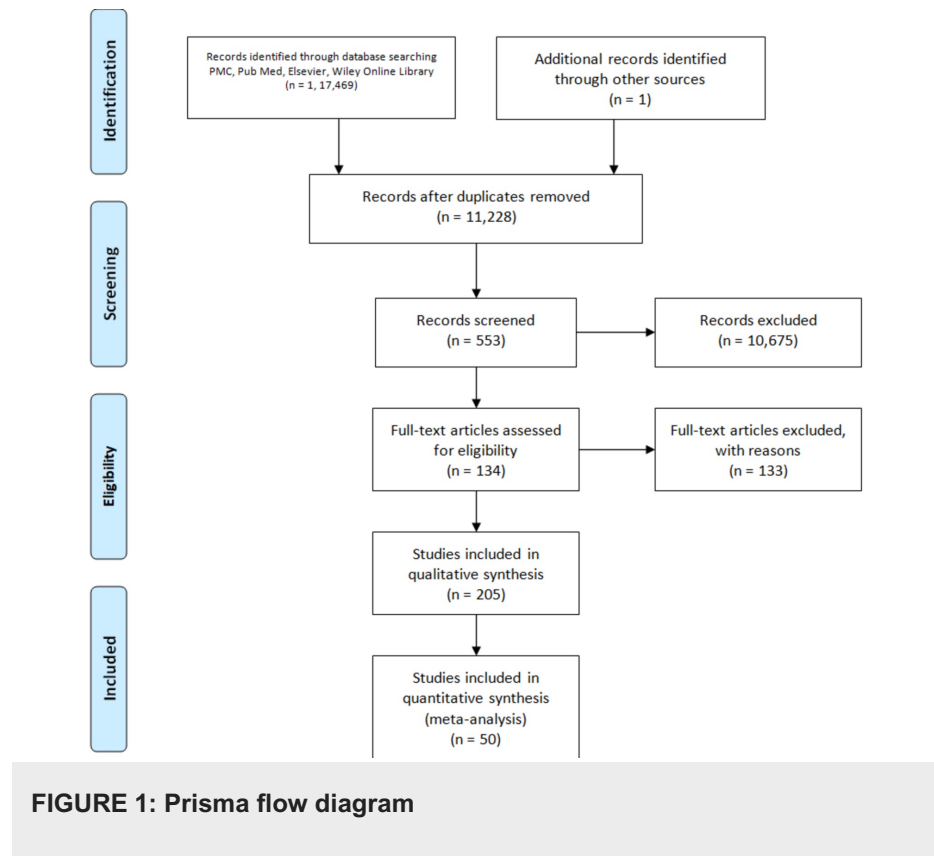 Identification
Records identified through database searching
PMC, Pub Med, Elsevier, Wiley Online Library
(n = 1, 17,469)
Additional records identified
through other sources
(n = 1)
Records after duplicates removed
(n = 11,228)
Screening
Records screened
(n = 553)
Records excluded
(n = 10,675)
Eligibility
Full-text articles assessed
for eligibility
(n = 134)
Full-text articles excluded,
with reasons
(n = 133)
Studies included in
qualitative synthesis
(n = 205)
Included
Studies included in
quantitative synthesis
(meta-analysis)
(n = 50)
FIGURE 1: Prisma flow diagram